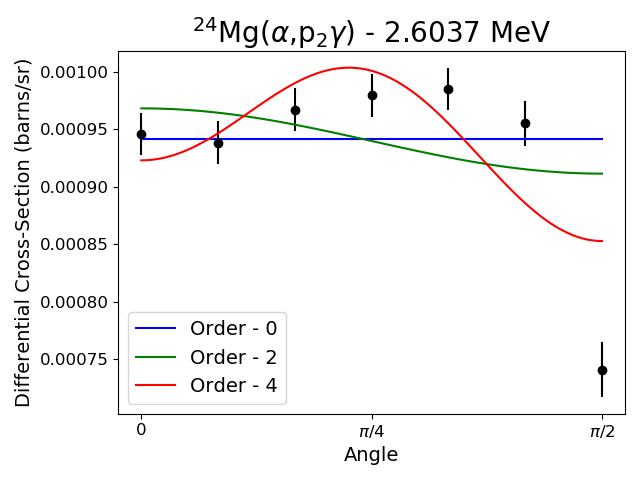 ²⁴Mg(α,p₂γ) - 2.6037 MeV
Differential Cross-Section (barns/sr)
0.00100
0.00095
0.00090
0.00085
0.00080
0.00075
Order - 0
Order - 2
Order - 4
0 π/4 π/2
Angle